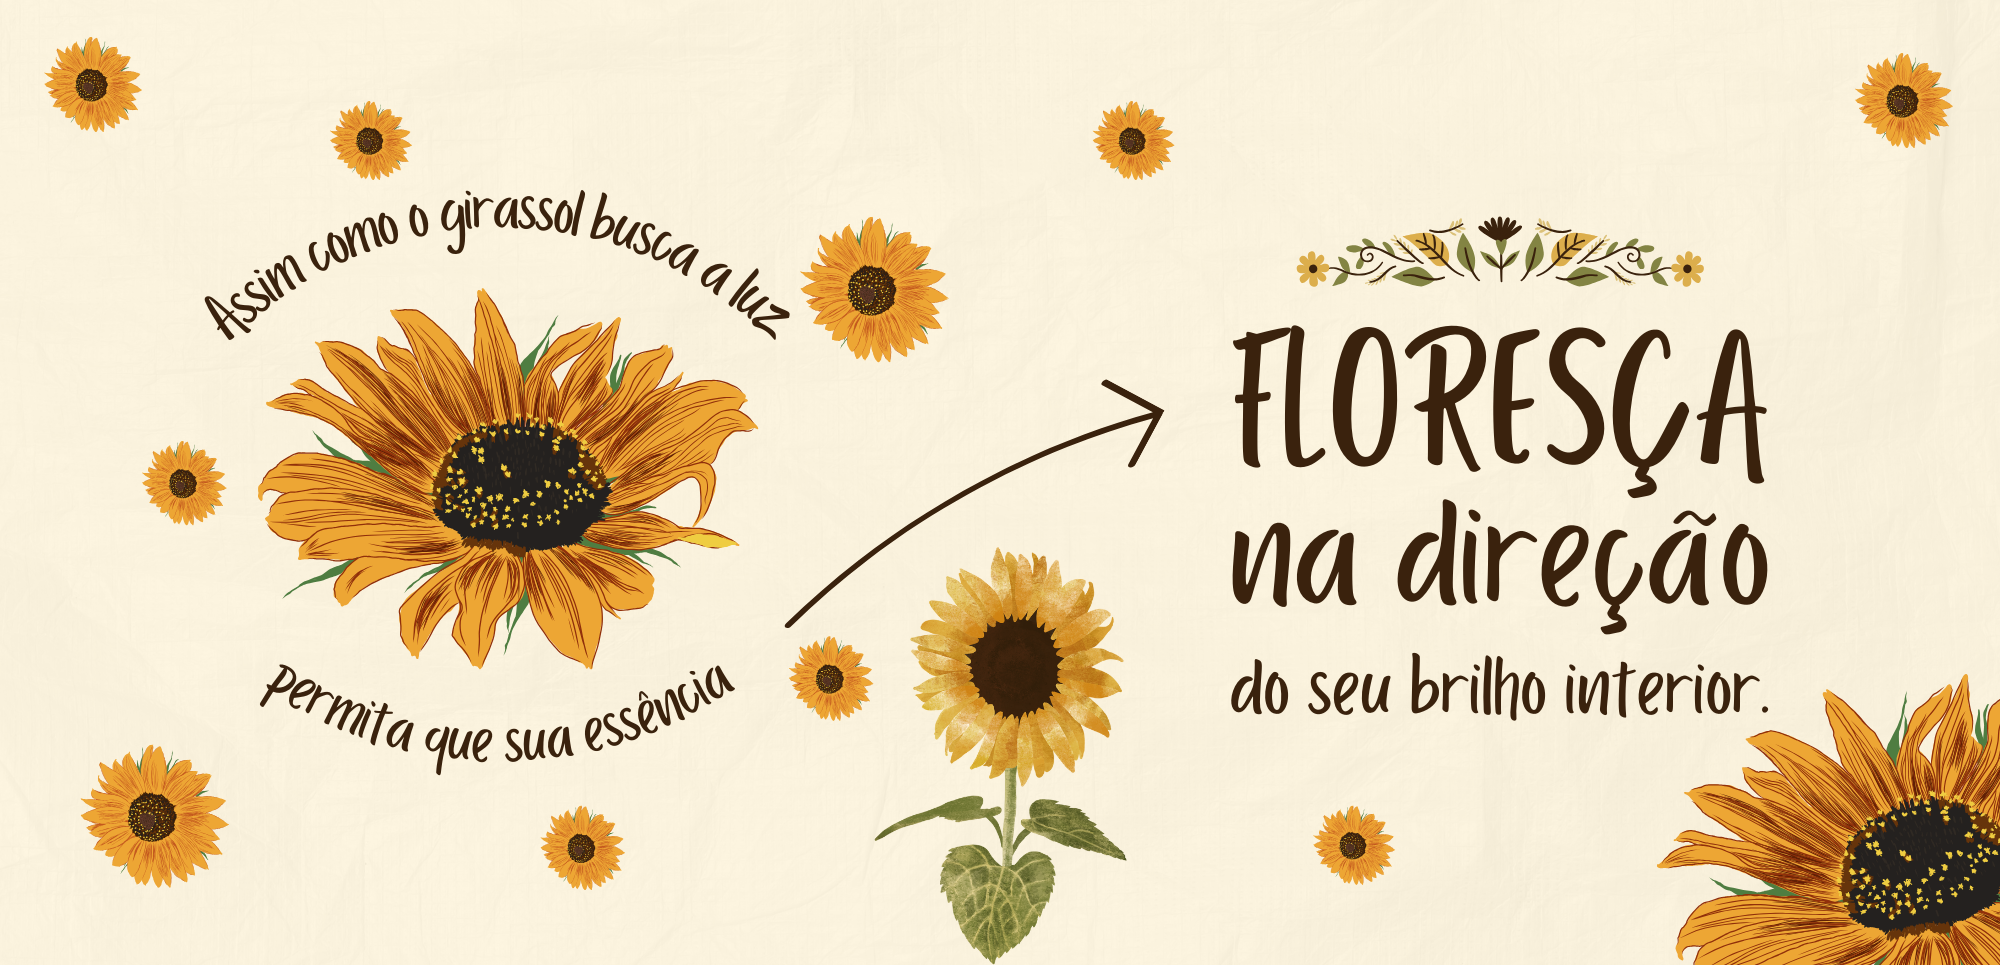 Assim como o girassol busca a luz
permita que sua essência
FLORESÇA
na direção
do seu brilho interior.